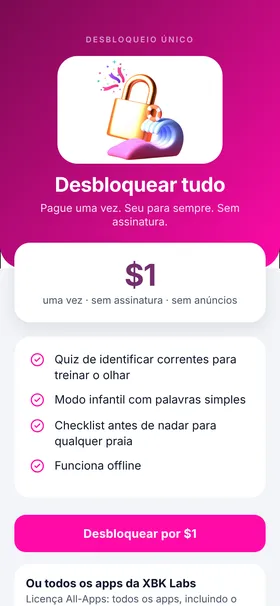 DESBLOQUEIO ÚNICO
Desbloquear tudo
Pague uma vez. Seu para sempre. Sem
assinatura.
$1
uma vez · sem assinatura · sem anúncios
Quiz de identificar correntes para
treinar o olhar
Modo infantil com palavras simples
Checklist antes de nadar para
qualquer praia
Funciona offline
Desbloquear por $1
Ou todos os apps da XBK Labs
Licença All-Apps: todos os apps, incluindo o